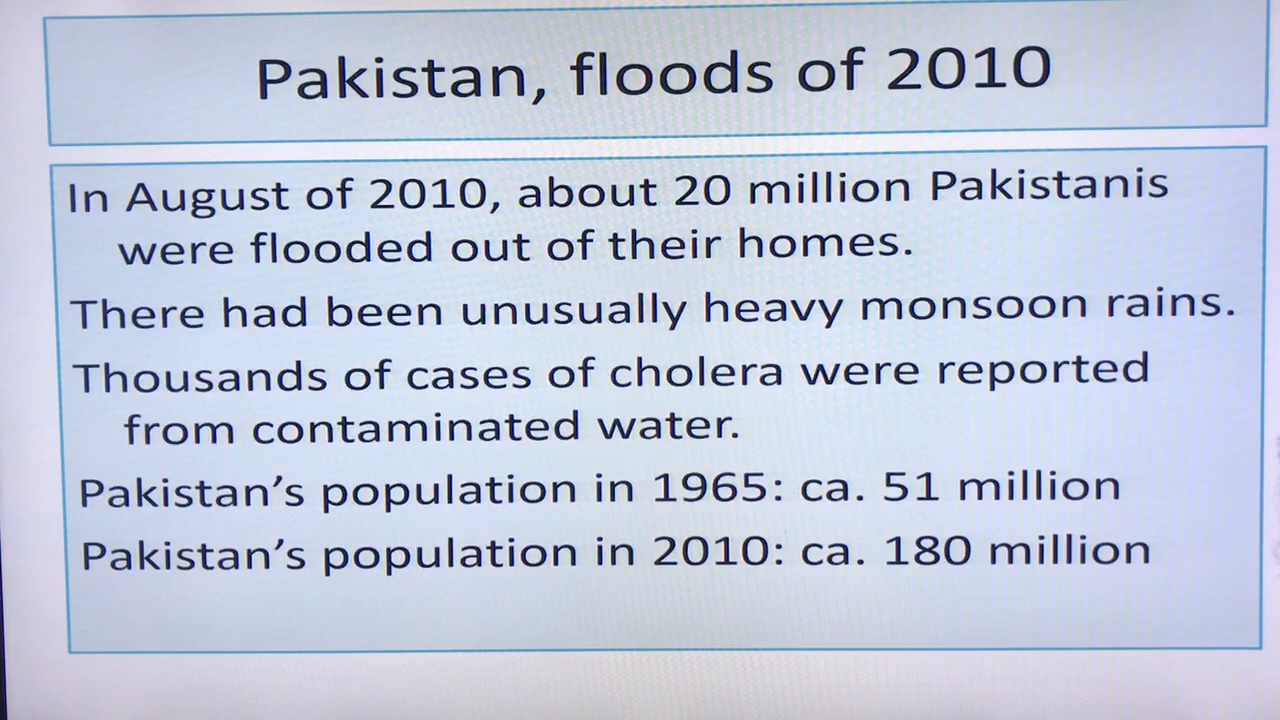 Pakistan, floods of 2010
In August of 2010, about 20 million Pakistanis
were flooded out of their homes.
There had been unusually heavy monsoon rains.
Thousands of cases of cholera were reported
from contaminated water.
Pakistan’s population in 1965: ca. 51 million
Pakistan’s population in 2010: ca. 180 million